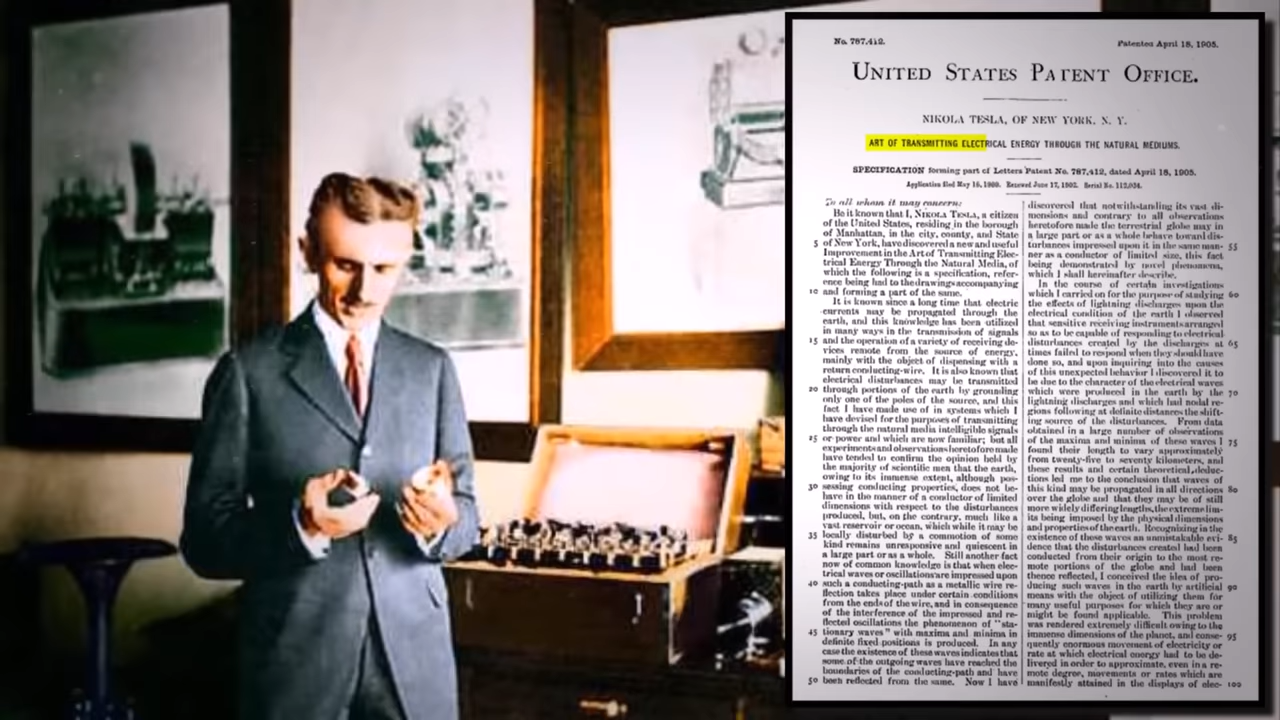 No. 787,412.
Patented April 18, 1905.
UNITED STATES PATENT OFFICE.
NIKOLA TESLA, OF NEW YORK, N. Y.
ART OF TRANSMITTING ELECTRICAL ENERGY THROUGH THE NATURAL MEDIUMS.
SPECIFICATION forming part of Letters Patent No. 787,412, dated April 18, 1905.
Application filed May 16, 1900. Renewed June 17, 1902. Serial No. 112,034.
To all whom it may concern:
Be it known that I, NIKOLA TESLA, a citizen
of the United States, residing in the borough
of Manhattan, in the city, county, and State
5 of New York, have discovered a new and useful
Improvement in the Art of Transmitting Elec-
trical Energy Through the Natural Media, of
which the following is a specification, refer-
ence being had to the drawings accompanying
10 and forming a part of the same.
It is known since a long time that electric
currents may be propagated through the
earth, and this knowledge has been utilized
in many ways in the transmission of signals
15 and the operation of a variety of receiving de-
vices remote from the source of energy,
mainly with the object of dispensing with a
return conducting-wire. It is also known that
electrical disturbances may be transmitted
20 through portions of the earth by grounding
only one of the poles of the source, and this
fact I have made use of in systems which I
have devised for the purposes of transmitting
through the natural media intelligible signals
25 or power and which are now familiar; but all
experiments and observations heretofore made
have tended to confirm the opinion held by
the majority of scientific men that the earth,
owing to its immense extent, although pos-
30 sessing conducting properties, does not be-
have in the manner of a conductor of limited
dimensions with respect to the disturbances
produced, but, on the contrary, much like a
vast reservoir or ocean, which while it may be
35 locally disturbed by a commotion of some
kind remains unresponsive and quiescent in
a large part or as a whole. Still another fact
now of common knowledge is that when elec-
trical waves or oscillations are impressed upon
40 such a conducting-path as a metallic wire re-
flection takes place under certain conditions
from the ends of the wire, and in consequence
of the interference of the impressed and re-
flected oscillations the phenomenon of "sta-
45 tionary waves" with maxima and minima in
definite fixed positions is produced. In any
case the existence of these waves indicates that
some of the outgoing waves have reached the
boundaries of the conducting-path and have
50 been reflected from the same. Now I have
discovered that notwithstanding its vast di-
mensions and contrary to all observations
heretofore made the terrestrial globe may in
a large part or as a whole behave toward dis-
turbances impressed upon it in the same man- 55
ner as a conductor of limited size, this fact
being demonstrated by novel phenomena,
which I shall hereinafter describe.
In the course of certain investigations
which I carried on for the purpose of studying 60
the effects of lightning discharges upon the
electrical condition of the earth I observed
that sensitive receiving instruments arranged
so as to be capable of responding to electrical
disturbances created by the discharges at 65
times failed to respond when they should have
done so, and upon inquiring into the causes
of this unexpected behavior I discovered it to
be due to the character of the electrical waves
which were produced in the earth by the 70
lightning discharges and which had nodal re-
gions following at definite distances the shift-
ing source of the disturbances. From data
obtained in a large number of observations
of the maxima and minima of these waves I 75
found their length to vary approximately
from twenty-five to seventy kilometers, and
these results and certain theoretical deduc-
tions led me to the conclusion that waves of
this kind may be propagated in all directions 80
over the globe and that they may be of still
more widely differing lengths, the extreme lim-
its being imposed by the physical dimensions
and properties of the earth. Recognizing in the
existence of these waves an unmistakable evi- 85
dence that the disturbances created had been
conducted from their origin to the most re-
mote portions of the globe and had been
thence reflected, I conceived the idea of pro-
ducing such waves in the earth by artificial 90
means with the object of utilizing them for
many useful purposes for which they are or
might be found applicable. This problem
was rendered extremely difficult owing to the
immense dimensions of the planet, and conse- 95
quently enormous movement of electricity or
rate at which electrical energy had to be de-
livered in order to approximate, even in a re-
mote degree, movements or rates which are
manifestly attained in the displays of elec- 100